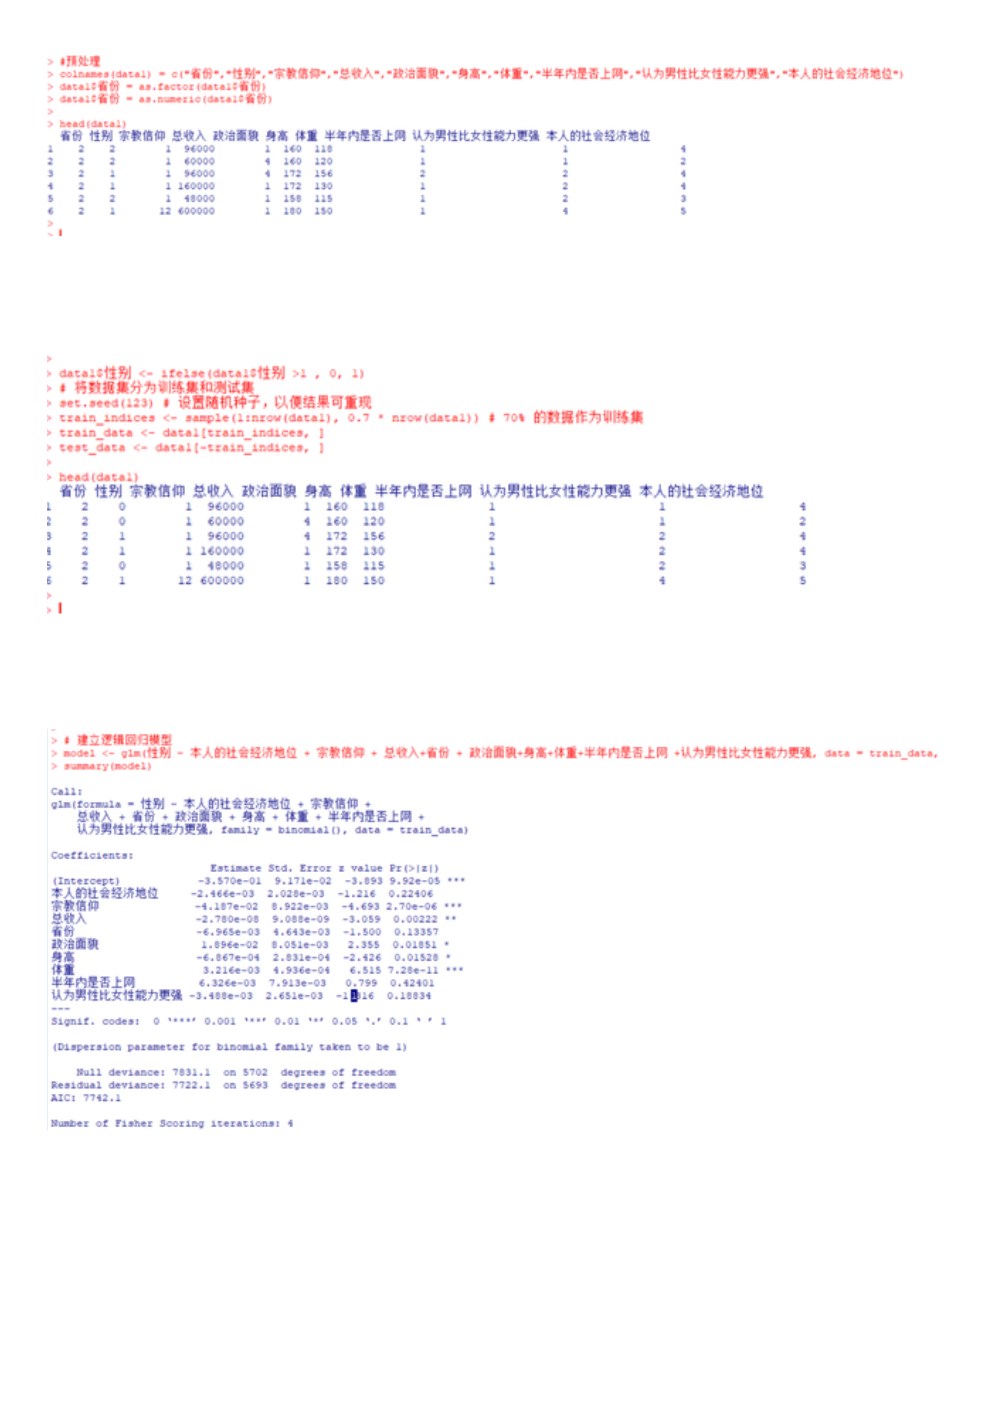 > #预处理
> colnames(data1) = c("省份","性别","宗教信仰","总收入","政治面貌","身高","体重","半年内是否上网","认为男性比女性能力更强","本人的社会经济地位")
> data1$省份 = as.factor(data1$省份)
> data1$省份 = as.numeric(data1$省份)
>
> head(data1)
省份 性别 宗教信仰 总收入 政治面貌 身高 体重 半年内是否上网 认为男性比女性能力更强 本人的社会经济地位
1 2 2 1 96000 1 160 118 1 1 4
2 2 2 1 60000 4 160 120 1 1 2
3 2 1 1 96000 4 172 156 2 2 4
4 2 1 1 160000 1 172 130 1 2 4
5 2 2 1 48000 1 158 115 1 2 3
6 2 1 12 600000 1 180 150 1 4 5
>
>
>
> data1$性别 <- ifelse(data1$性别 >1 , 0, 1)
> # 将数据集分为训练集和测试集
> set.seed(123) # 设置随机种子，以便结果可重现
> train_indices <- sample(1:nrow(data1), 0.7 * nrow(data1)) # 70% 的数据作为训练集
> train_data <- data1[train_indices, ]
> test_data <- data1[-train_indices, ]
>
> head(data1)
省份 性别 宗教信仰 总收入 政治面貌 身高 体重 半年内是否上网 认为男性比女性能力更强 本人的社会经济地位
1 2 0 1 96000 1 160 118 1 1 4
2 2 0 1 60000 4 160 120 1 1 2
3 2 1 1 96000 4 172 156 2 2 4
4 2 1 1 160000 1 172 130 1 2 4
5 2 0 1 48000 1 158 115 1 2 3
6 2 1 12 600000 1 180 150 1 4 5
>
>
> # 建立逻辑回归模型
> model <- glm(性别 ~ 本人的社会经济地位 + 宗教信仰 + 总收入+省份 + 政治面貌+身高+体重+半年内是否上网 +认为男性比女性能力更强, data = train_data,
> summary(model)
Call:
glm(formula = 性别 ~ 本人的社会经济地位 + 宗教信仰 +
总收入 + 省份 + 政治面貌 + 身高 + 体重 + 半年内是否上网 +
认为男性比女性能力更强, family = binomial(), data = train_data)
Coefficients:
Estimate Std. Error z value Pr(>|z|)
(Intercept) -3.570e-01 9.171e-02 -3.893 9.92e-05 ***
本人的社会经济地位 -2.466e-03 2.028e-03 -1.216 0.22406
宗教信仰 -4.187e-02 8.922e-03 -4.693 2.70e-06 ***
总收入 -2.780e-08 9.088e-09 -3.059 0.00222 **
省份 -6.965e-03 4.643e-03 -1.500 0.13357
政治面貌 1.896e-02 8.051e-03 2.355 0.01851 *
身高 -6.867e-04 2.831e-04 -2.426 0.01528 *
体重 3.216e-03 4.936e-04 6.515 7.28e-11 ***
半年内是否上网 6.326e-03 7.913e-03 0.799 0.42401
认为男性比女性能力更强 -3.488e-03 2.651e-03 0.18834
---
Signif. codes: 0 ‘***’ 0.001 ‘**’ 0.01 ‘*’ 0.05 ‘.’ 0.1 ‘ ’ 1
(Dispersion parameter for binomial family taken to be 1)
Null deviance: 7831.1 on 5702 degrees of freedom
Residual deviance: 7722.1 on 5693 degrees of freedom
AIC: 7742.1
Number of Fisher Scoring iterations: 4